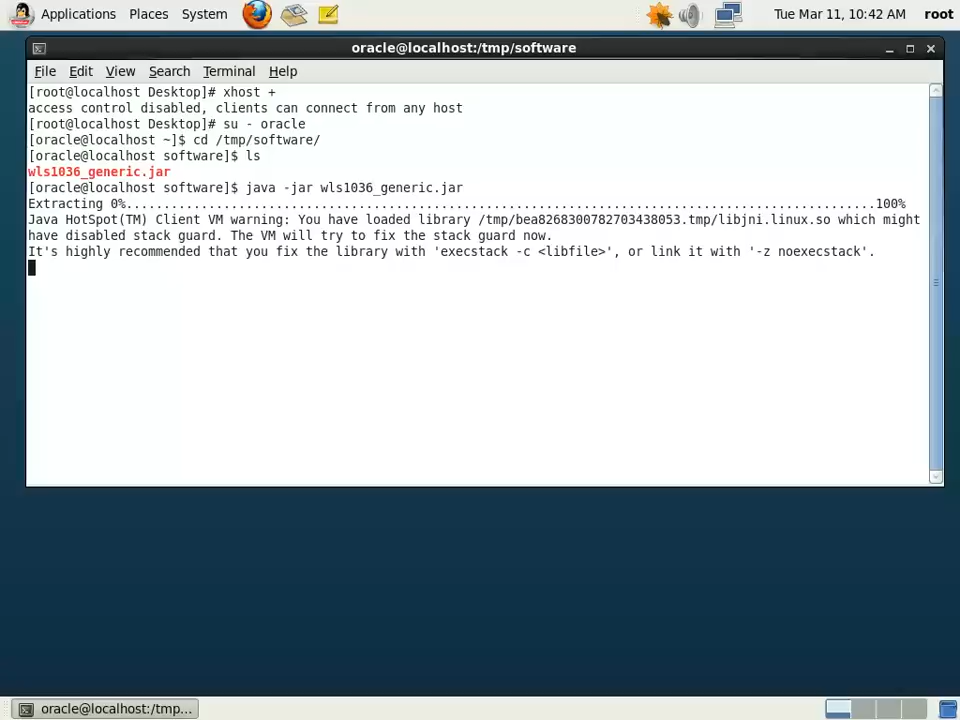 Applications Places System Tue Mar 11, 10:42 AM root
oracle@localhost:/tmp/software
File Edit View Search Terminal Help
[root@localhost Desktop]# xhost +
access control disabled, clients can connect from any host
[root@localhost Desktop]# su - oracle
[oracle@localhost ~]$ cd /tmp/software/
[oracle@localhost software]$ ls
wls1036_generic.jar
[oracle@localhost software]$ java -jar wls1036_generic.jar
Extracting 0%....................................................................................................100%
Java HotSpot(TM) Client VM warning: You have loaded library /tmp/bea8268300782703438053.tmp/libjni.linux.so which might
have disabled stack guard. The VM will try to fix the stack guard now.
It's highly recommended that you fix the library with 'execstack -c <libfile>', or link it with '-z noexecstack'.
oracle@localhost:/tmp...